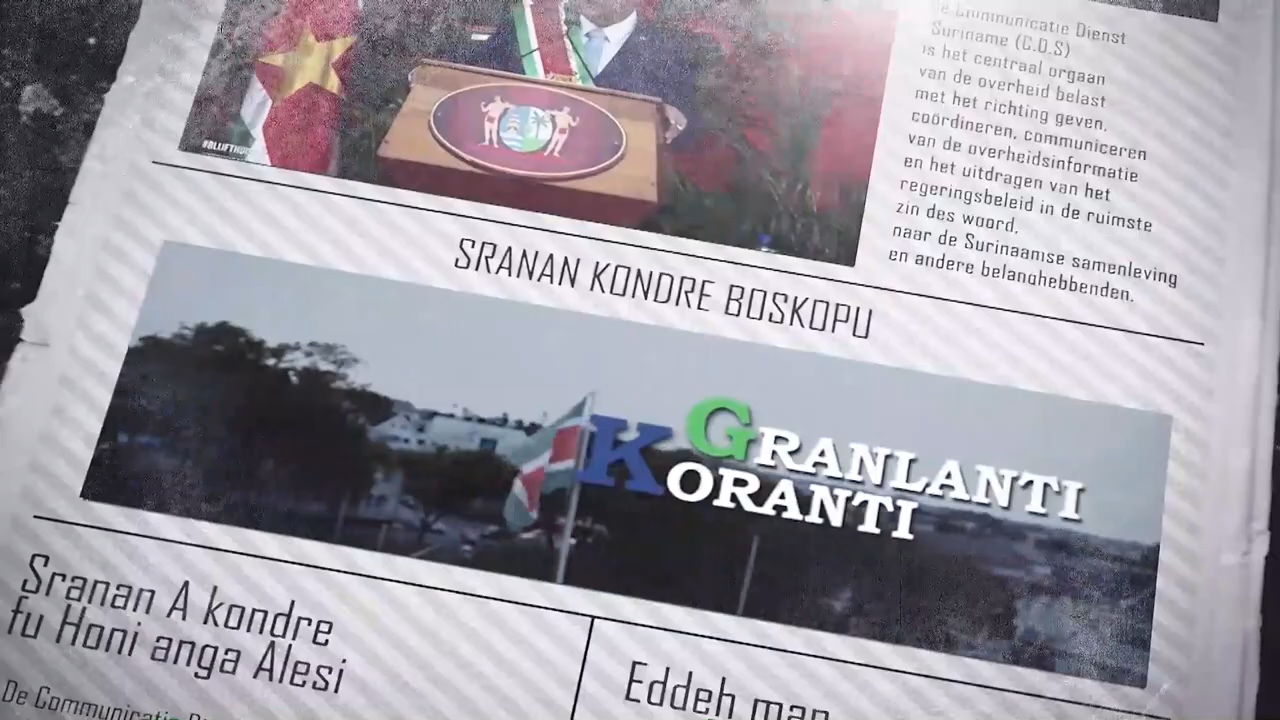 Communicatie Dienst
Suriname (C.D.S)
is het centraal orgaan
van de overheid belast
met het richting geven,
coördineren, communiceren
van de overheidsinformatie
en het uitdragen van het
regeringsbeleid in de ruimste
zin des woord.
naar de Surinaamse samenleving
en andere belanghebbenden.
SRANAN KONDRE BOSKOPU
GRANLANTI
KORANTI
Sranan A kondre
fu Honi anga Alesi
De Communicatie
Eddeh man